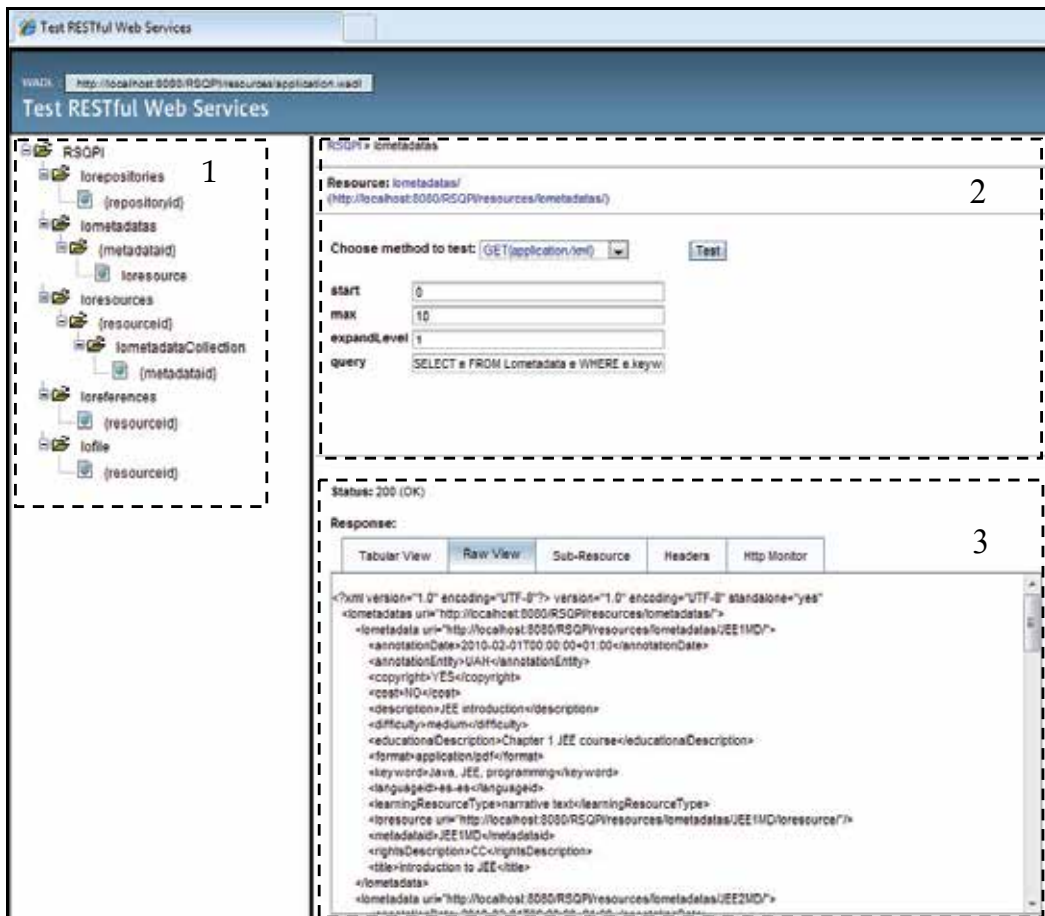 Test RESTful Web Services
WADL : http://localhost:8080/RSQPI/resources/application.wadl
Test RESTful Web Services
RSQPI
1
lorepositories
{repositoryid}
lometadatas
{metadataid}
loresource
loresources
{resourceid}
lometadataCollection
{metadataid}
loreferences
{resourceid}
lofile
{resourceid}
RSQPI » lometadatas
2
Resource: lometadatas/
(http://localhost:8080/RSQPI/resources/lometadatas/)
Choose method to test: GET(application/xml) Test
start 0
max 10
expandLevel 1
query SELECT e FROM Lometadata e WHERE e.keyw
Status: 200 (OK)
Response:
3
Tabular View Raw View Sub-Resource Headers Http Monitor
<?xml version="1.0" encoding="UTF-8"?> version="1.0" encoding="UTF-8" standalone="yes"
<lometadatas uri="http://localhost:8080/RSQPI/resources/lometadatas/">
<lometadata uri="http://localhost:8080/RSQPI/resources/lometadatas/JEE1MD/">
<annotationDate>2010-02-01T00:00:00+01:00</annotationDate>
<annotationEntity>UAH</annotationEntity>
<copyright>YES</copyright>
<cost>NO</cost>
<description>JEE introduction</description>
<difficulty>medium</difficulty>
<educationalDescription>Chapter 1 JEE course</educationalDescription>
<format>application/pdf</format>
<keyword>Java, JEE, programming</keyword>
<languageid>es-es</languageid>
<learningResourceType>narrative text</learningResourceType>
<loresource uri="http://localhost:8080/RSQPI/resources/lometadatas/JEE1MD/loresource/"/>
<metadataid>JEE1MD</metadataid>
<rightsDescription>CC</rightsDescription>
<title>Introduction to JEE</title>
</lometadata>
<lometadata uri="http://localhost:8080/RSQPI/resources/lometadatas/JEE2MD/">